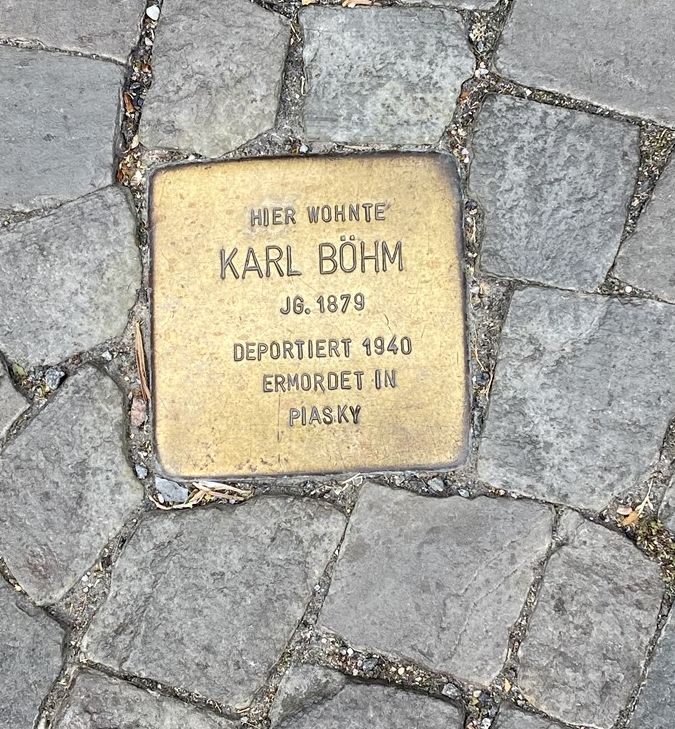 HIER WOHNTE
KARL BÖHM
JG. 1879
DEPORTIERT 1940
ERMORDET IN
PIASKY